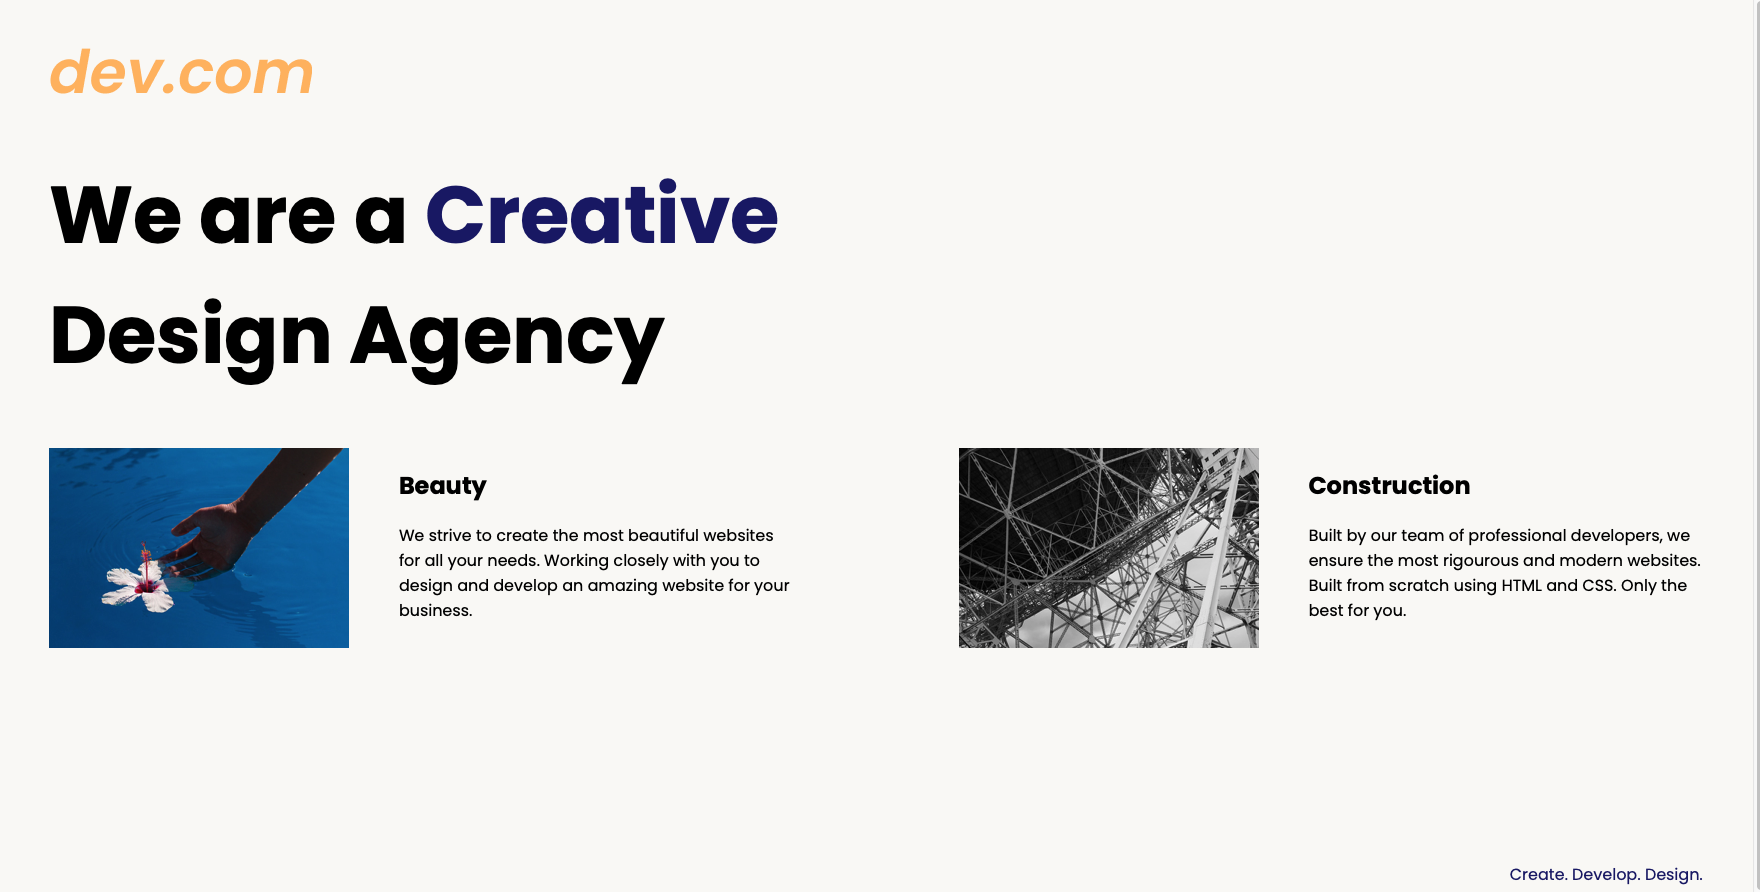 dev.com
We are a Creative
Design Agency
Beauty
We strive to create the most beautiful websites
for all your needs. Working closely with you to
design and develop an amazing website for your
business.
Construction
Built by our team of professional developers, we
ensure the most rigourous and modern websites.
Built from scratch using HTML and CSS. Only the
best for you.
Create. Develop. Design.